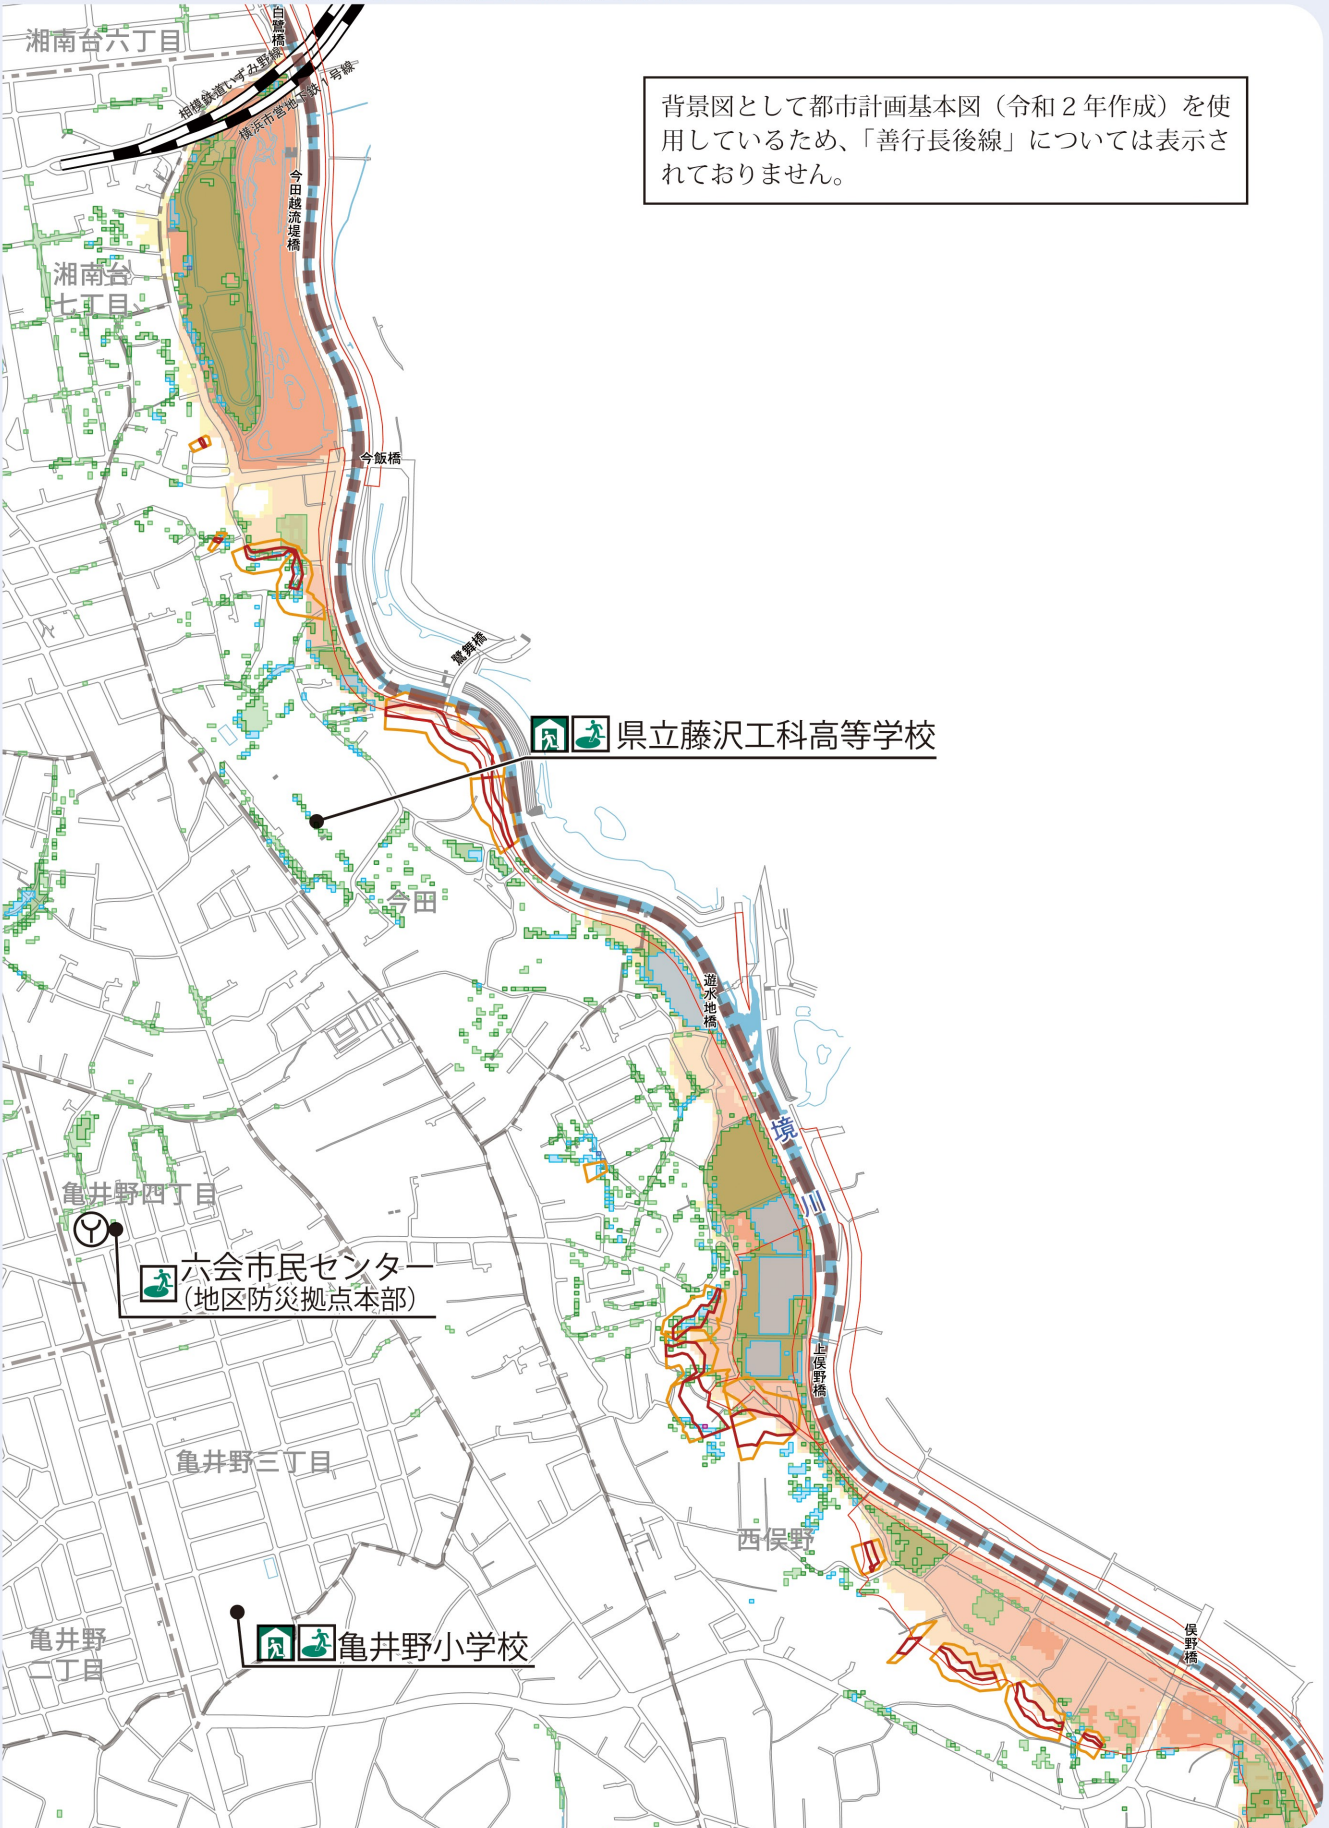 白鷺橋
湘南台六丁目
相模鉄道いずみ野線
横浜市営地下鉄1号線
背景図として都市計画基本図（令和２年作成）を使
用しているため、「善行長後線」については表示さ
れておりません。
今田越流堤橋
湘南台
七丁目
今飯橋
鷺舞橋
県立藤沢工科高等学校
今田
遊水地橋
境川
亀井野四丁目
六会市民センター
（地区防災拠点本部）
上俣野橋
亀井野三丁目
西俣野
亀井野
二丁目
亀井野小学校
俣野橋